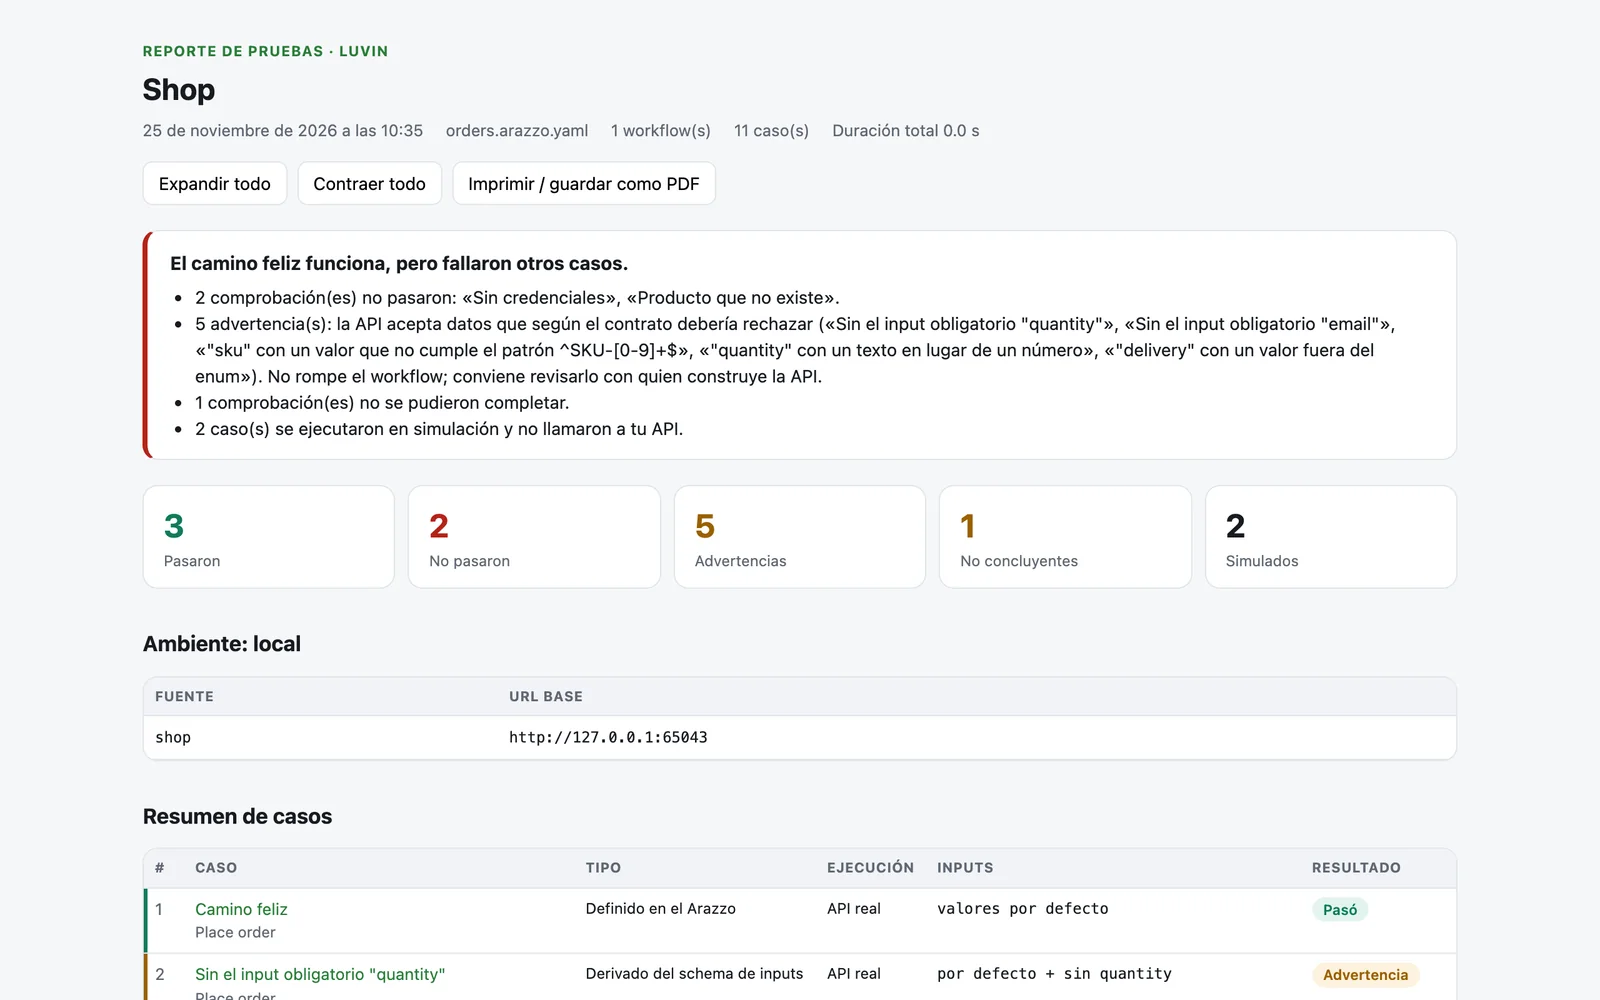 REPORTE DE PRUEBAS · LUVIN
Shop
25 de noviembre de 2026 a las 10:35 orders.arazzo.yaml 1 workflow(s) 11 caso(s) Duración total 0.0 s
Expandir todo Contraer todo Imprimir / guardar como PDF
El camino feliz funciona, pero fallaron otros casos.
• 2 comprobación(es) no pasaron: «Sin credenciales», «Producto que no existe».
• 5 advertencia(s): la API acepta datos que según el contrato debería rechazar («Sin el input obligatorio "quantity"», «Sin el input obligatorio "email"»,
«"sku" con un valor que no cumple el patrón ^SKU-[0-9]+$», «"quantity" con un texto en lugar de un número», «"delivery" con un valor fuera del
enum»). No rompe el workflow; conviene revisarlo con quien construye la API.
• 1 comprobación(es) no se pudieron completar.
• 2 caso(s) se ejecutaron en simulación y no llamaron a tu API.
3 2 5 1 2
Pasaron No pasaron Advertencias No concluyentes Simulados
Ambiente: local
FUENTE URL BASE
shop http://127.0.0.1:65043
Resumen de casos
# CASO TIPO EJECUCIÓN INPUTS RESULTADO
1 Camino feliz Definido en el Arazzo API real valores por defecto Pasó
Place order
2 Sin el input obligatorio "quantity" Derivado del schema de inputs API real por defecto + sin quantity Advertencia
Place order